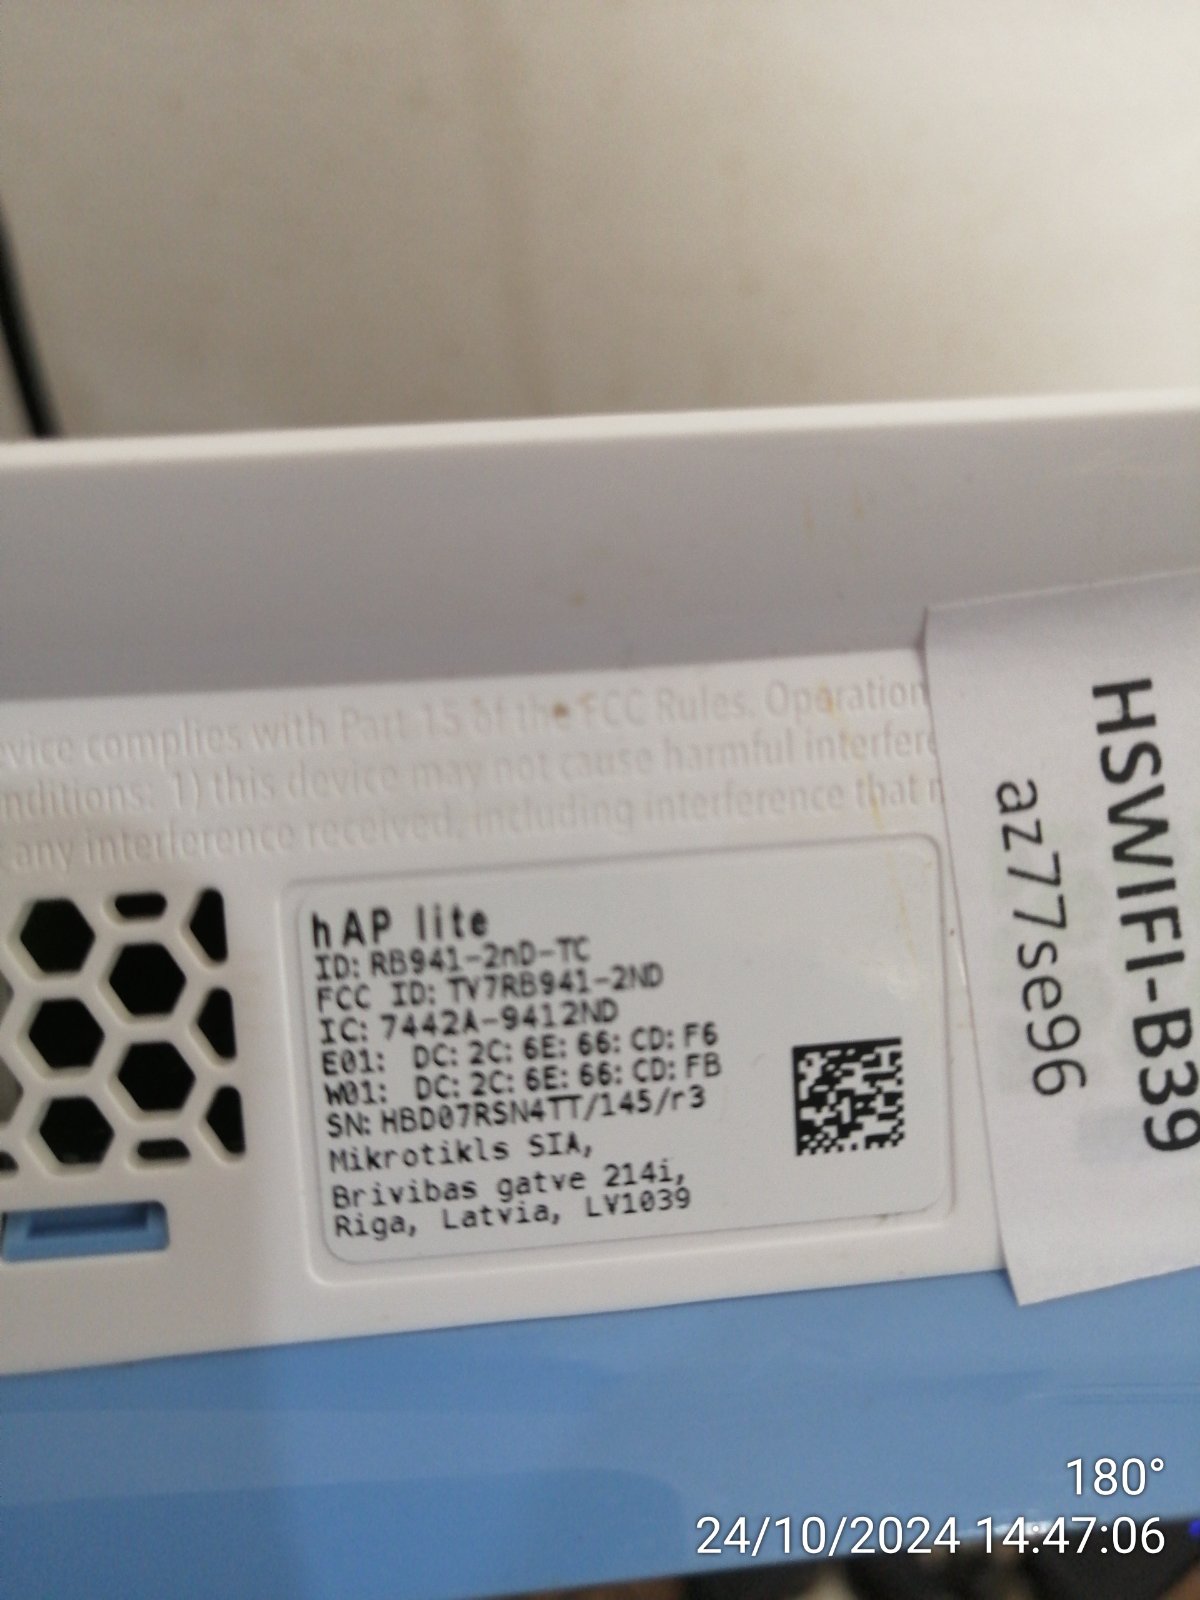 evice complies with Part 15 of the FCC Rules. Operation
nditions: 1) this device may not cause harmful interfere
any interference received, including interference that
hAP lite
ID: RB941-2nD-TC
FCC ID: TV7RB941-2ND
IC: 7442A-9412ND
E01: DC: 2C: 6E: 66: CD: F6
W01: DC: 2C: 6E: 66: CD: FB
SN: HBD07RSN4TT/145/r3
Mikrotikls SIA,
Brivibas gatve 214i,
Riga, Latvia, LV1039
HSWIFI-B39
az77se96
180°
24/10/2024 14:47:06